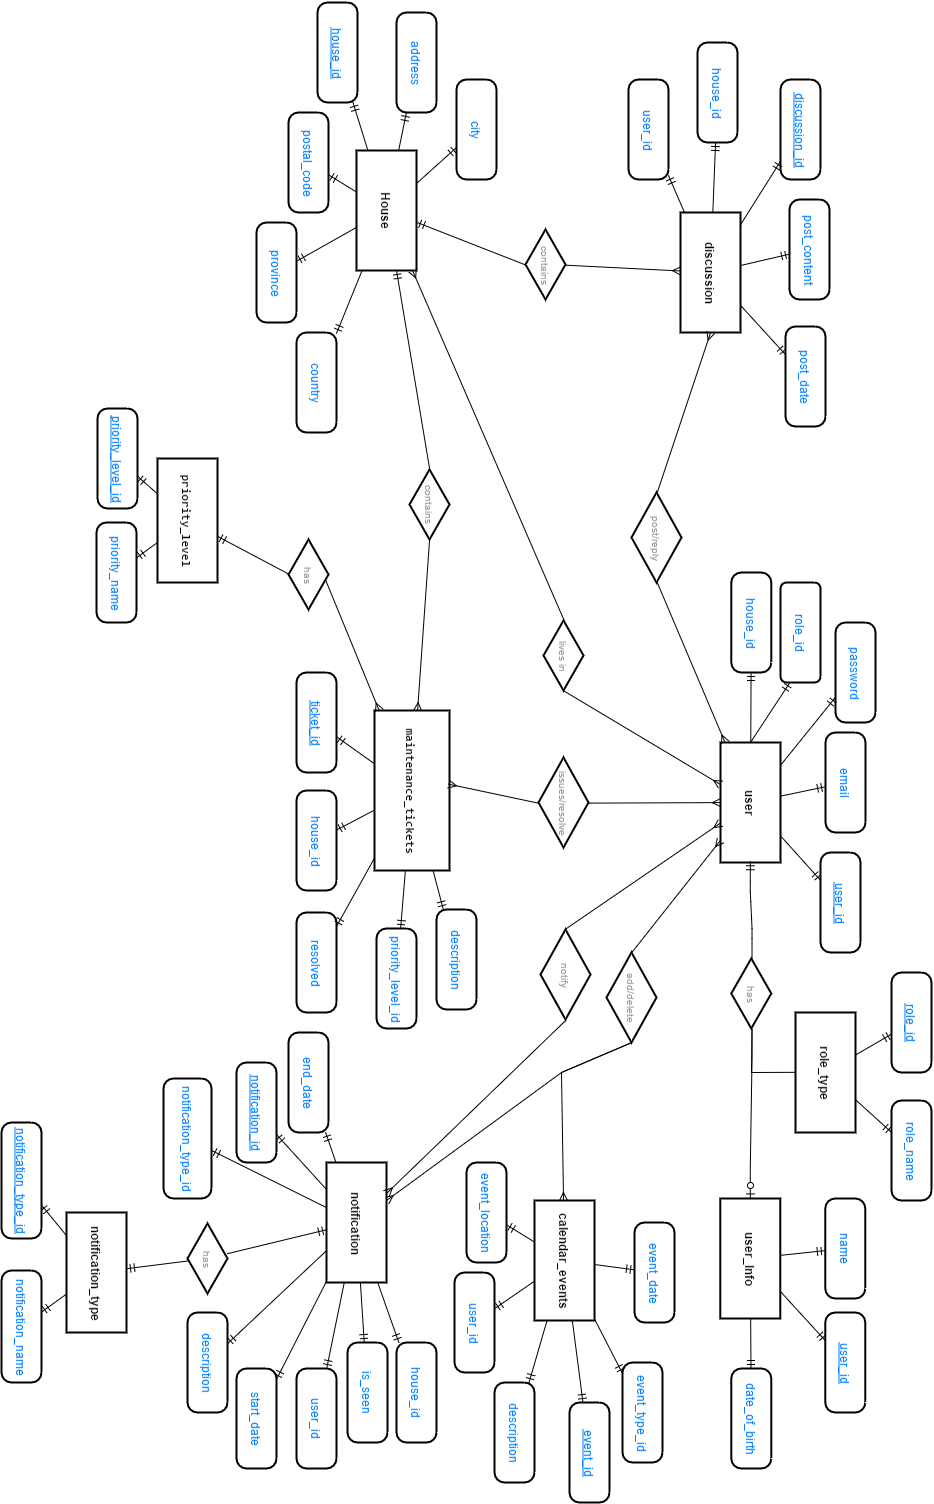 house_id
address
city
postal_code
House
province
country
user_id
house_id
discussion_id
post_content
discussion
post_date
contains
priority_level_id
priority_level
priority_name
has
contains
post/reply
lives in
house_id
role_id
password
email
user
user_id
issues/resolve
ticket_id
maintenance_tickets
house_id
resolved
priority_level_id
description
notify
add/delete
has
role_id
role_type
role_name
end_date
notification_id
notification_type_id
notification
notification_type_id
notification_type
notification_name
has
description
start_date
user_id
is_seen
house_id
event_location
calendar_events
event_date
user_id
description
event_id
event_type_id
user_info
name
user_id
date_of_birth